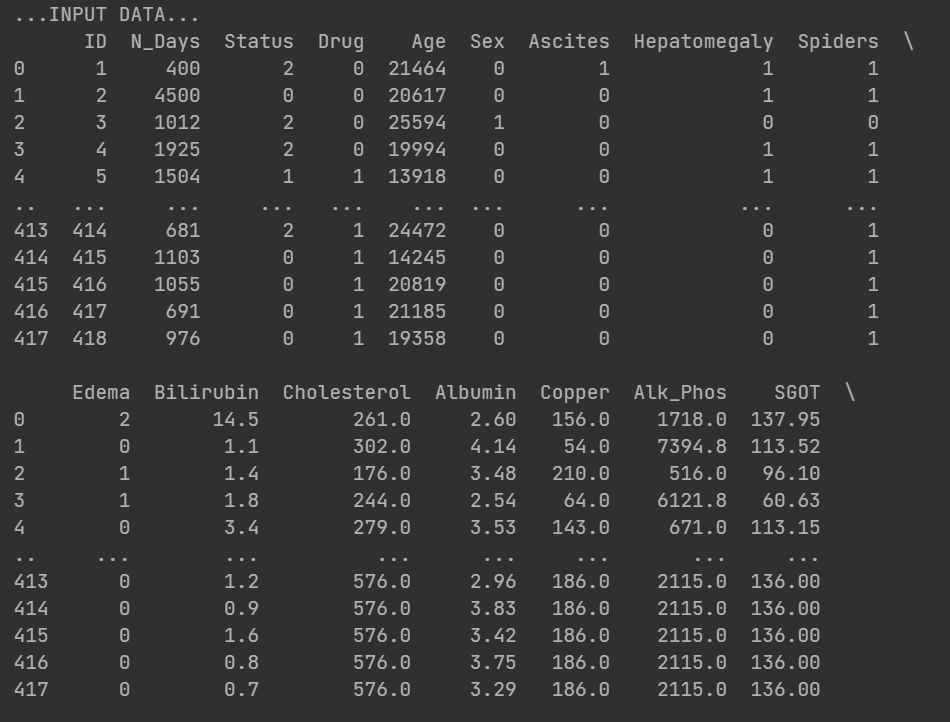 ...INPUT DATA...
      ID  N_Days  Status  Drug    Age  Sex  Ascites  Hepatomegaly  Spiders  \
0      1     400       2     0  21464    0        1             1        1
1      2    4500       0     0  20617    0        0             1        1
2      3    1012       2     0  25594    1        0             0        0
3      4    1925       2     0  19994    0        0             1        1
4      5    1504       1     1  13918    0        0             1        1
..   ...     ...     ...   ...    ...  ...      ...           ...      ...
413  414     681       2     1  24472    0        0             0        1
414  415    1103       0     1  14245    0        0             0        1
415  416    1055       0     1  20819    0        0             0        1
416  417     691       0     1  21185    0        0             0        1
417  418     976       0     1  19358    0        0             0        1
     Edema  Bilirubin  Cholesterol  Albumin  Copper  Alk_Phos    SGOT  \
0        2       14.5        261.0     2.60   156.0    1718.0  137.95
1        0        1.1        302.0     4.14    54.0    7394.8  113.52
2        1        1.4        176.0     3.48   210.0     516.0   96.10
3        1        1.8        244.0     2.54    64.0    6121.8   60.63
4        0        3.4        279.0     3.53   143.0     671.0  113.15
..     ...        ...          ...      ...     ...       ...     ...
413      0        1.2        576.0     2.96   186.0    2115.0  136.00
414      0        0.9        576.0     3.83   186.0    2115.0  136.00
415      0        1.6        576.0     3.42   186.0    2115.0  136.00
416      0        0.8        576.0     3.75   186.0    2115.0  136.00
417      0        0.7        576.0     3.29   186.0    2115.0  136.00